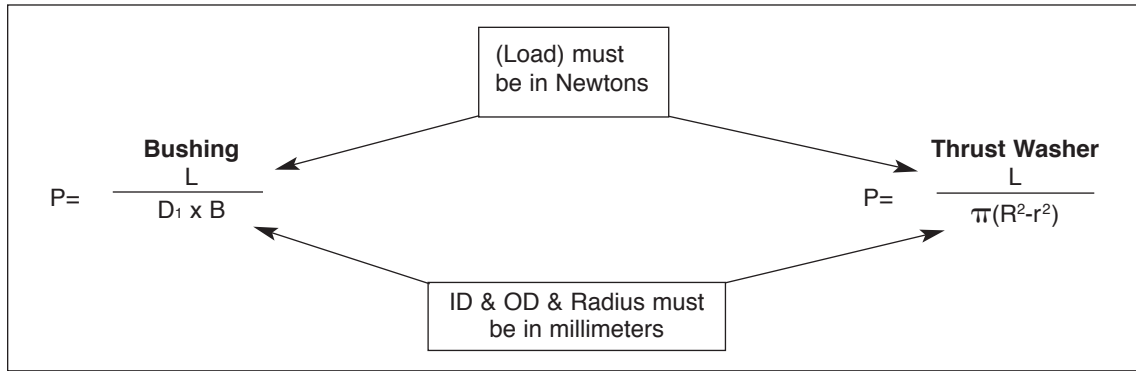 (Load) must
be in Newtons
Bushing
P= L
D₁ x B
Thrust Washer
P= L
π(R²-r²)
ID & OD & Radius must
be in millimeters